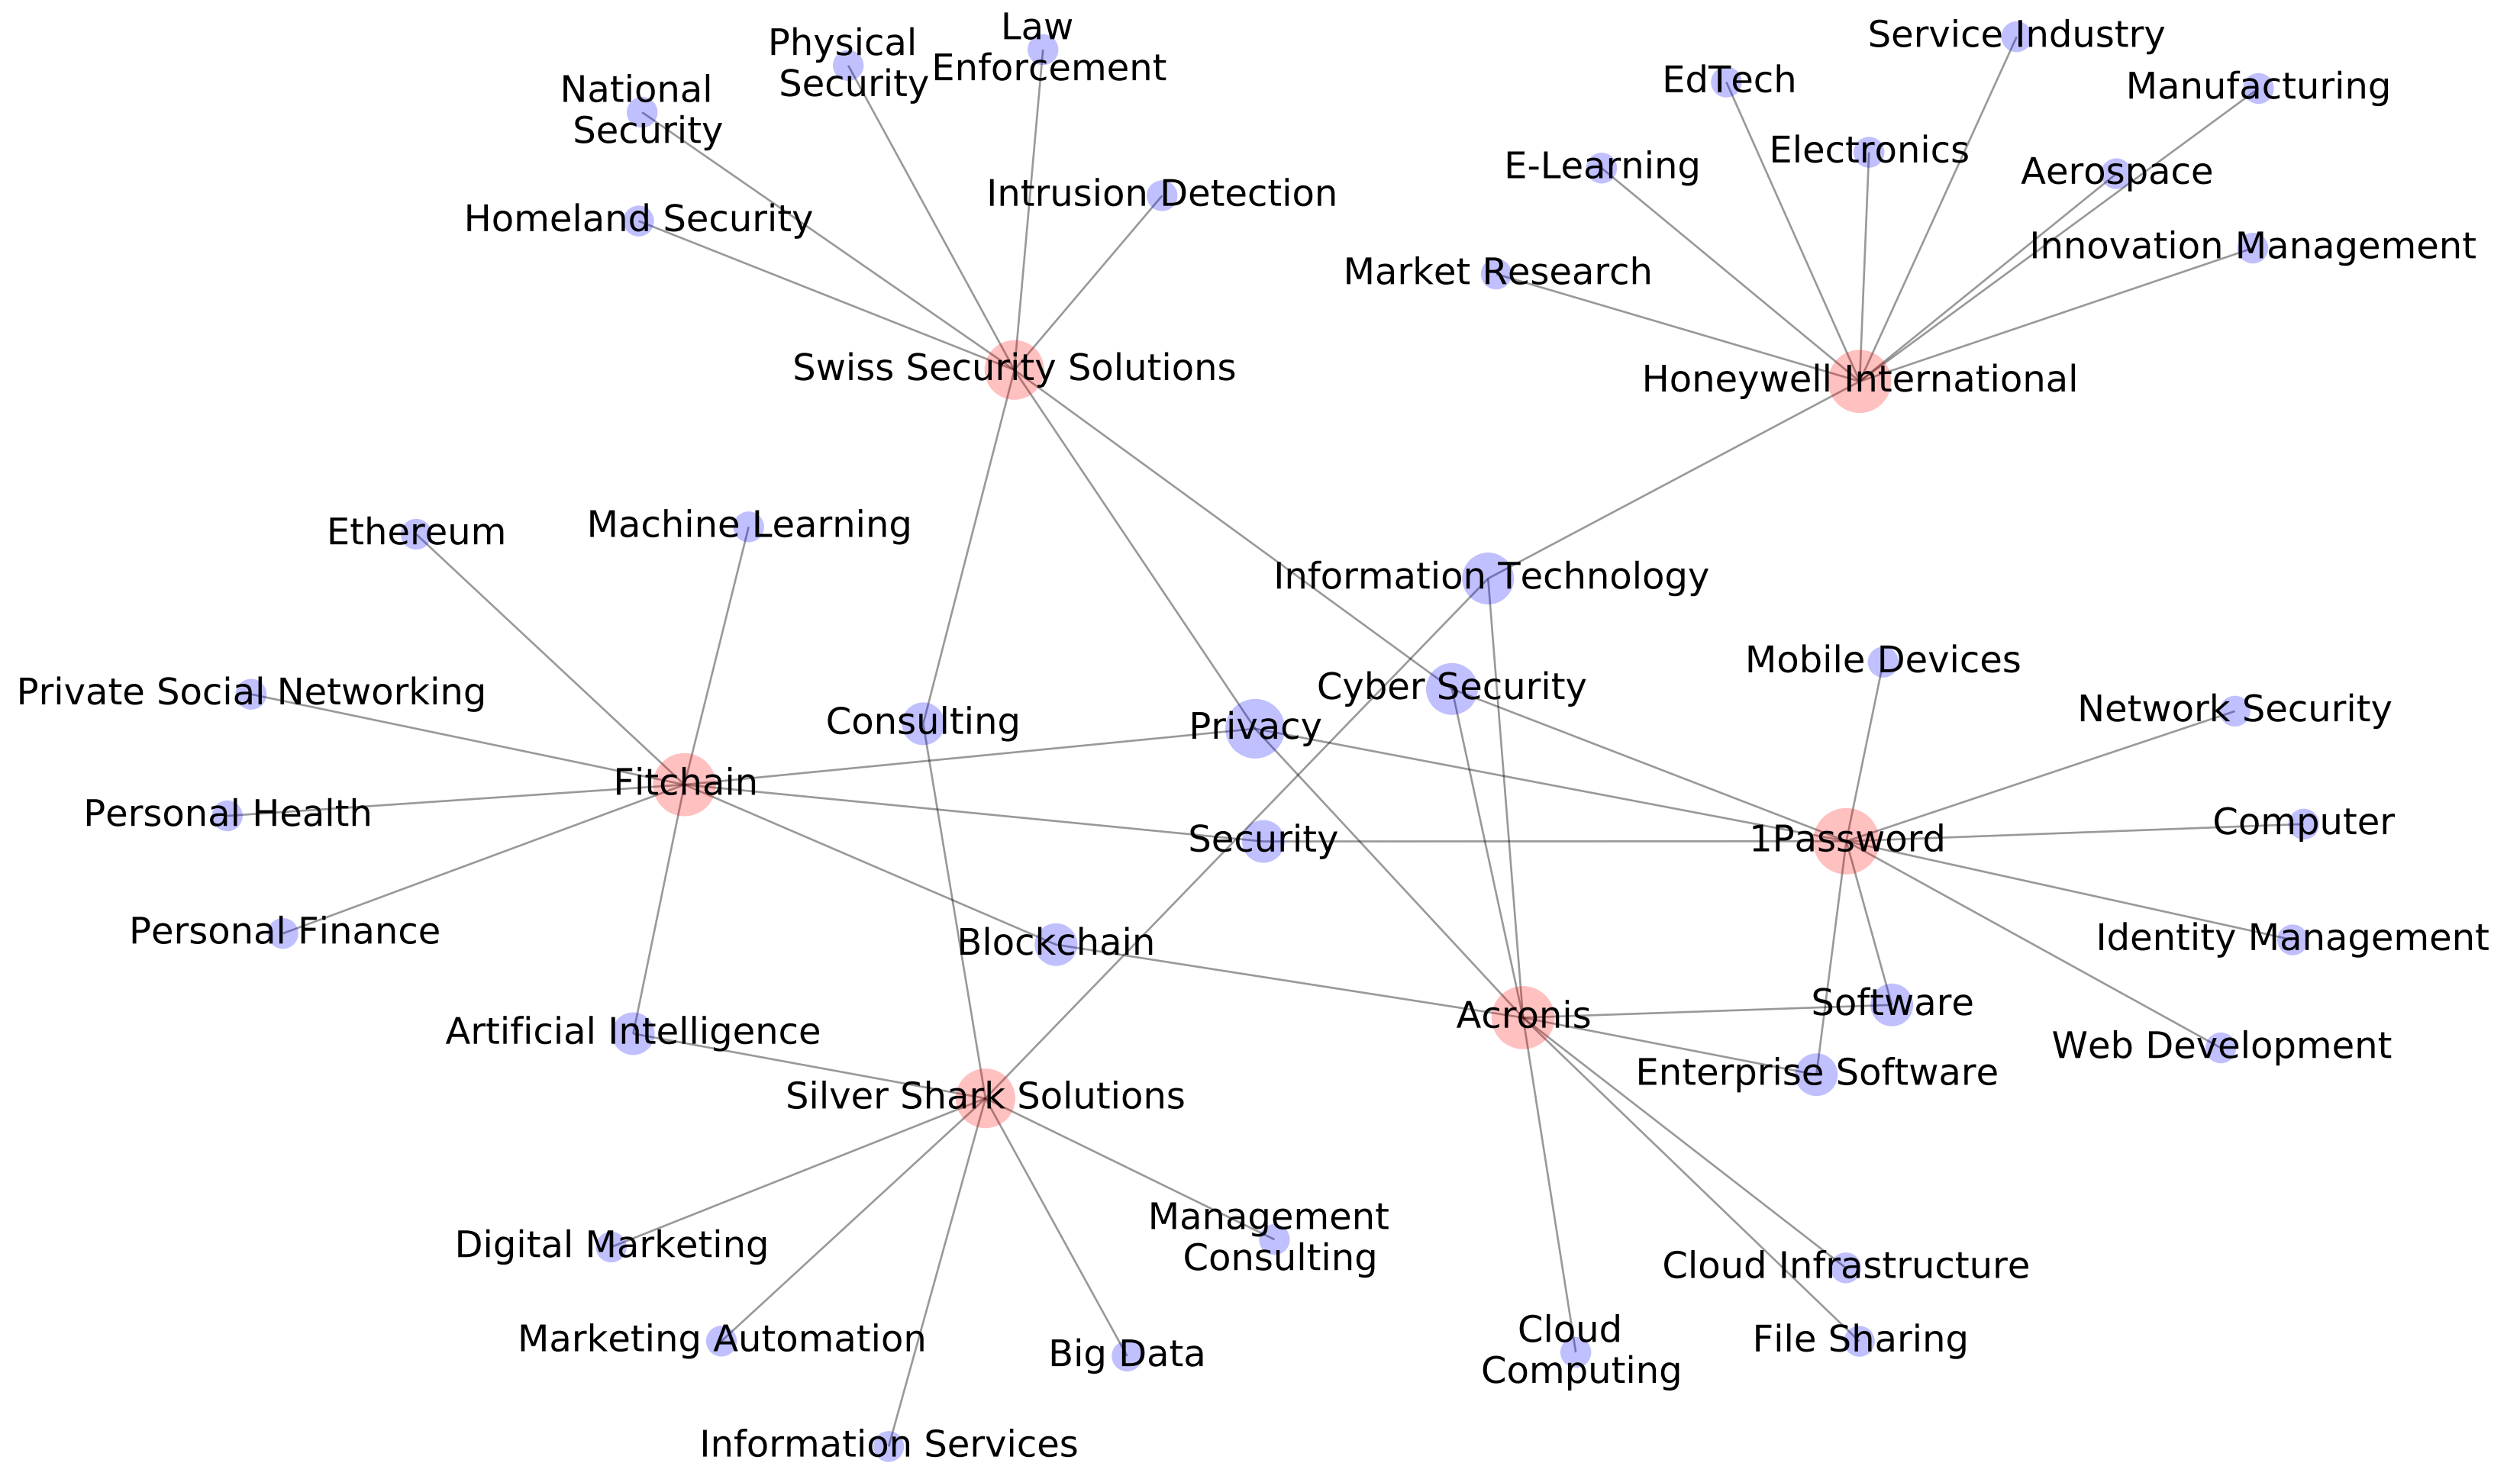 Law
Enforcement
Physical
Security
Service Industry
National
Security
EdTech
Manufacturing
Electronics
E-Learning
Aerospace
Intrusion Detection
Homeland Security
Innovation Management
Market Research
Swiss Security Solutions
Honeywell International
Ethereum
Machine Learning
Information Technology
Mobile Devices
Private Social Networking
Cyber Security
Network Security
Consulting
Privacy
Fitchain
Personal Health
Security
1Password
Computer
Personal Finance
Blockchain
Identity Management
Artificial Intelligence
Acronis
Software
Web Development
Enterprise Software
Silver Shark Solutions
Digital Marketing
Management
Consulting
Cloud Infrastructure
Marketing Automation
Big Data
Cloud
Computing
File Sharing
Information Services